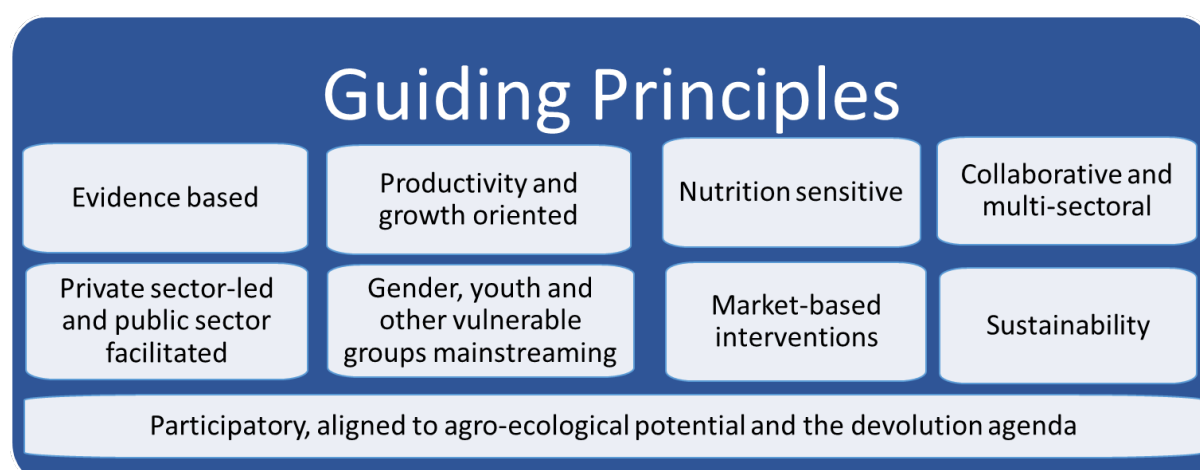 Guiding Principles
Evidence based
Productivity and
growth oriented
Nutrition sensitive
Collaborative and
multi-sectoral
Private sector-led
and public sector
facilitated
Gender, youth and
other vulnerable
groups mainstreaming
Market-based
interventions
Sustainability
Participatory, aligned to agro-ecological potential and the devolution agenda